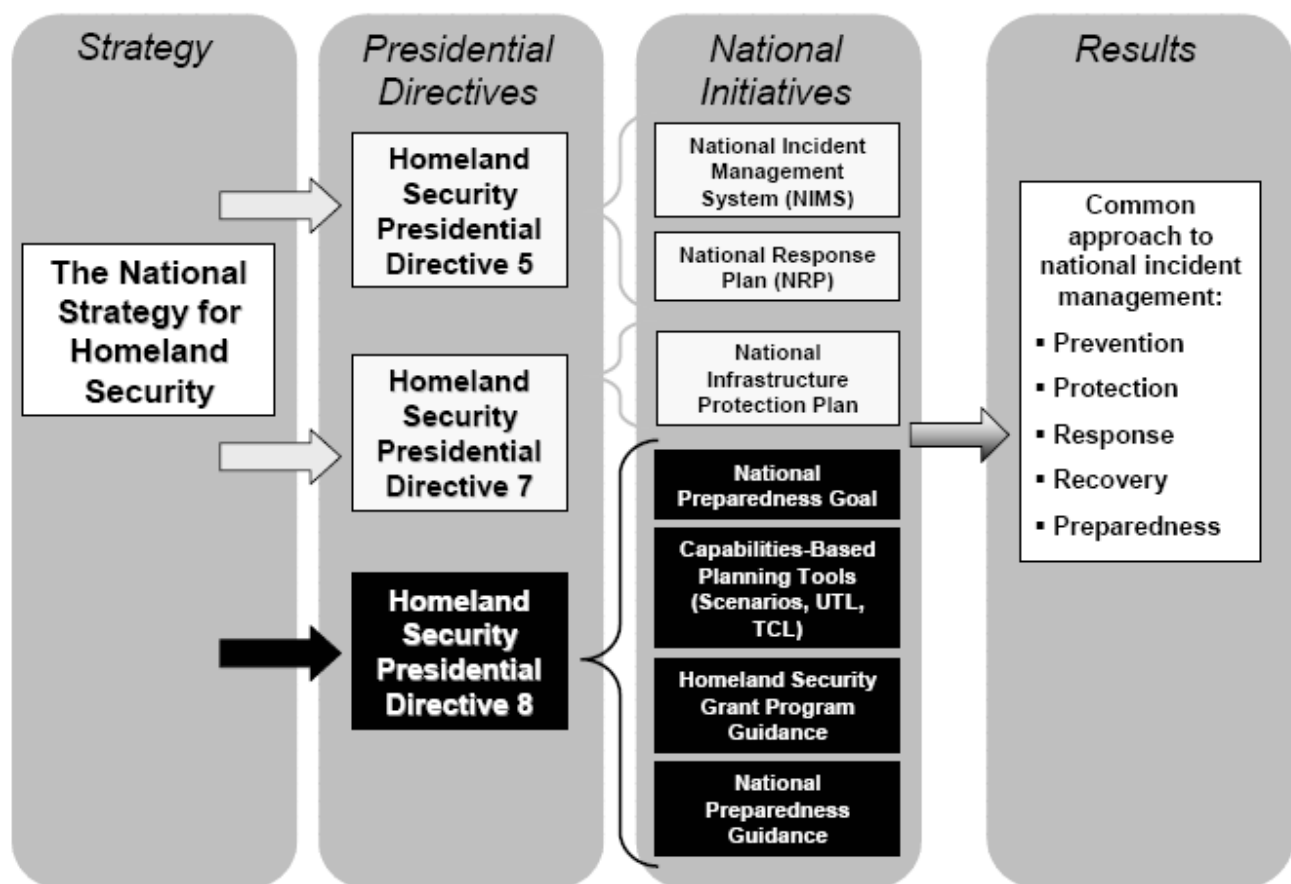 Strategy
The National
Strategy for
Homeland
Security
Presidential
Directives
Homeland
Security
Presidential
Directive 5
Homeland
Security
Presidential
Directive 7
Homeland
Security
Presidential
Directive 8
National
Initiatives
National Incident
Management
System (NIMS)
National Response
Plan (NRP)
National
Infrastructure
Protection Plan
National
Preparedness Goal
Capabilities-Based
Planning Tools
(Scenarios, UTL,
TCL)
Homeland Security
Grant Program
Guidance
National
Preparedness
Guidance
Results
Common
approach to
national incident
management:
▪ Prevention
▪ Protection
▪ Response
▪ Recovery
▪ Preparedness